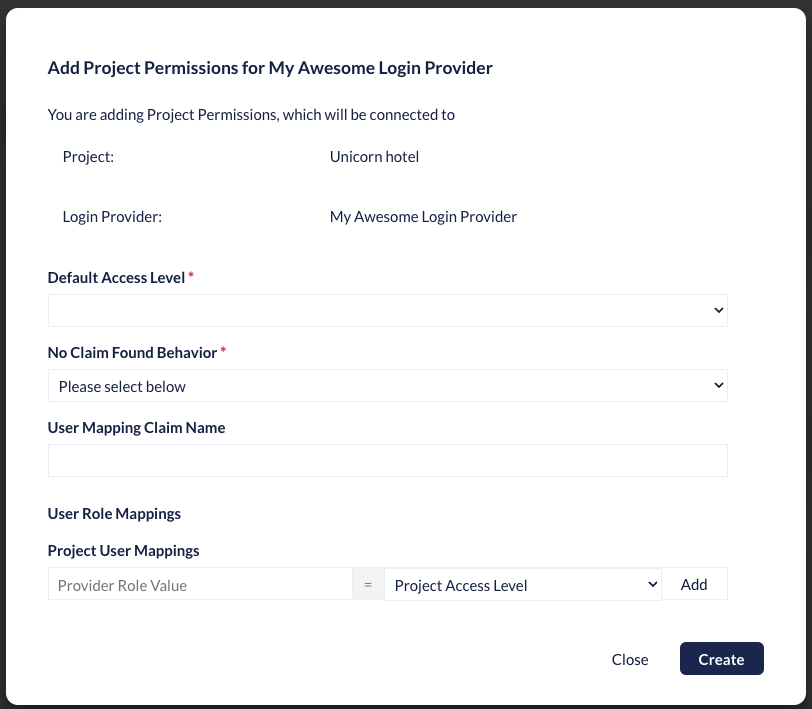 Add Project Permissions for My Awesome Login Provider
You are adding Project Permissions, which will be connected to
Project: Unicorn hotel
Login Provider: My Awesome Login Provider
Default Access Level *
No Claim Found Behavior *
Please select below
User Mapping Claim Name
User Role Mappings
Project User Mappings
Provider Role Value = Project Access Level Add
Close Create